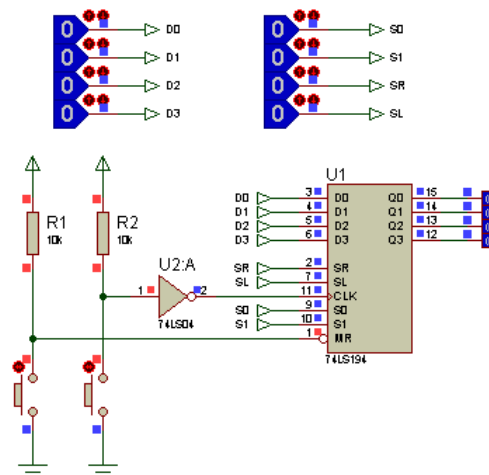 0 D0
0 D1
0 D2
0 D3
0 S0
0 S1
0 SR
0 SL
R1
10k
R2
10k
U2:A
1 2
74LS04
U1
D0 3 D0 Q0 15
D1 4 D1 Q1 14
D2 5 D2 Q2 13
D3 6 D3 Q3 12
SR 2 SR
SL 7 SL
11 CLK
S0 9 S0
S1 10 S1
1 MR
74LS194